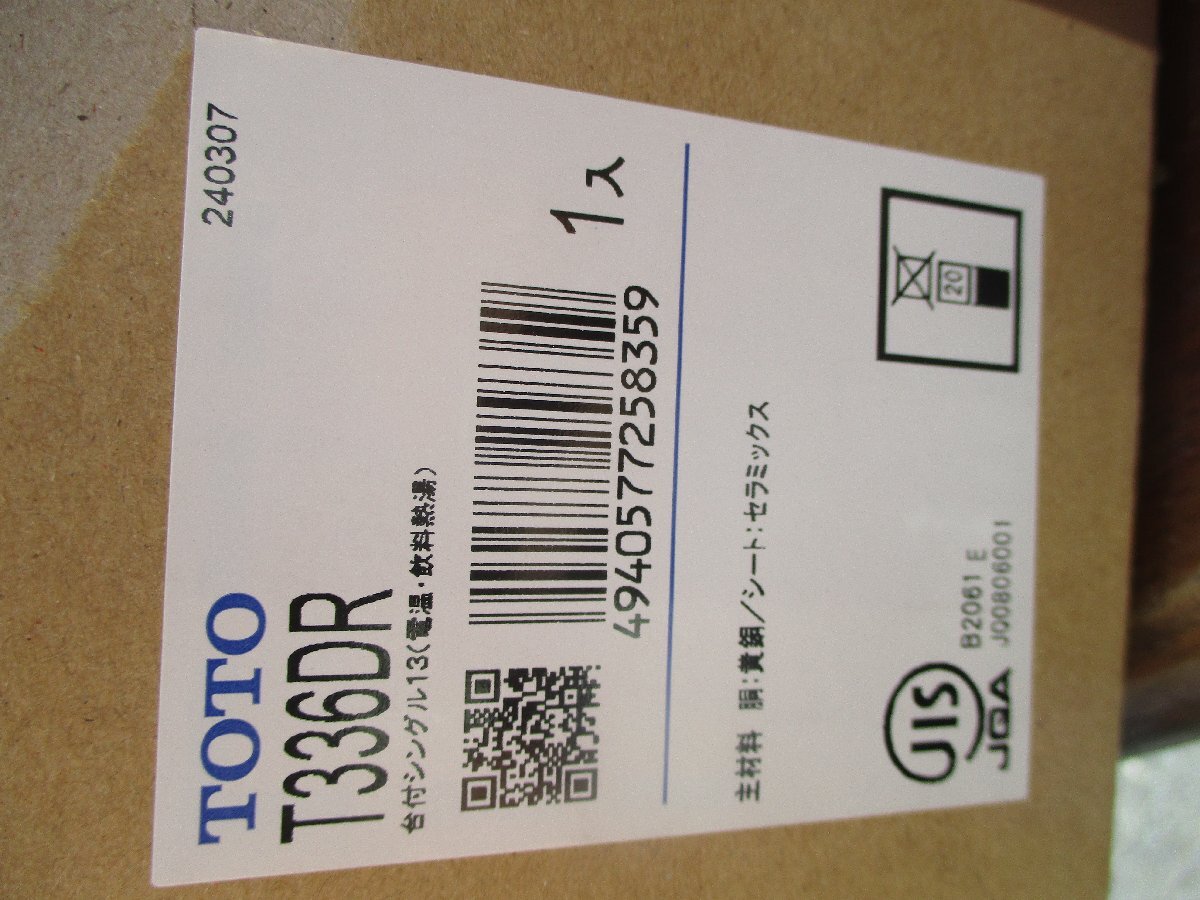 TOTO
240307
T336DR
台付シングル13(電温・飲料熱湯)
1入
4940577258359
主材料 胴:黄銅/シート:セラミックス
JIS
B2061 E
JQA
JQ0806001
20